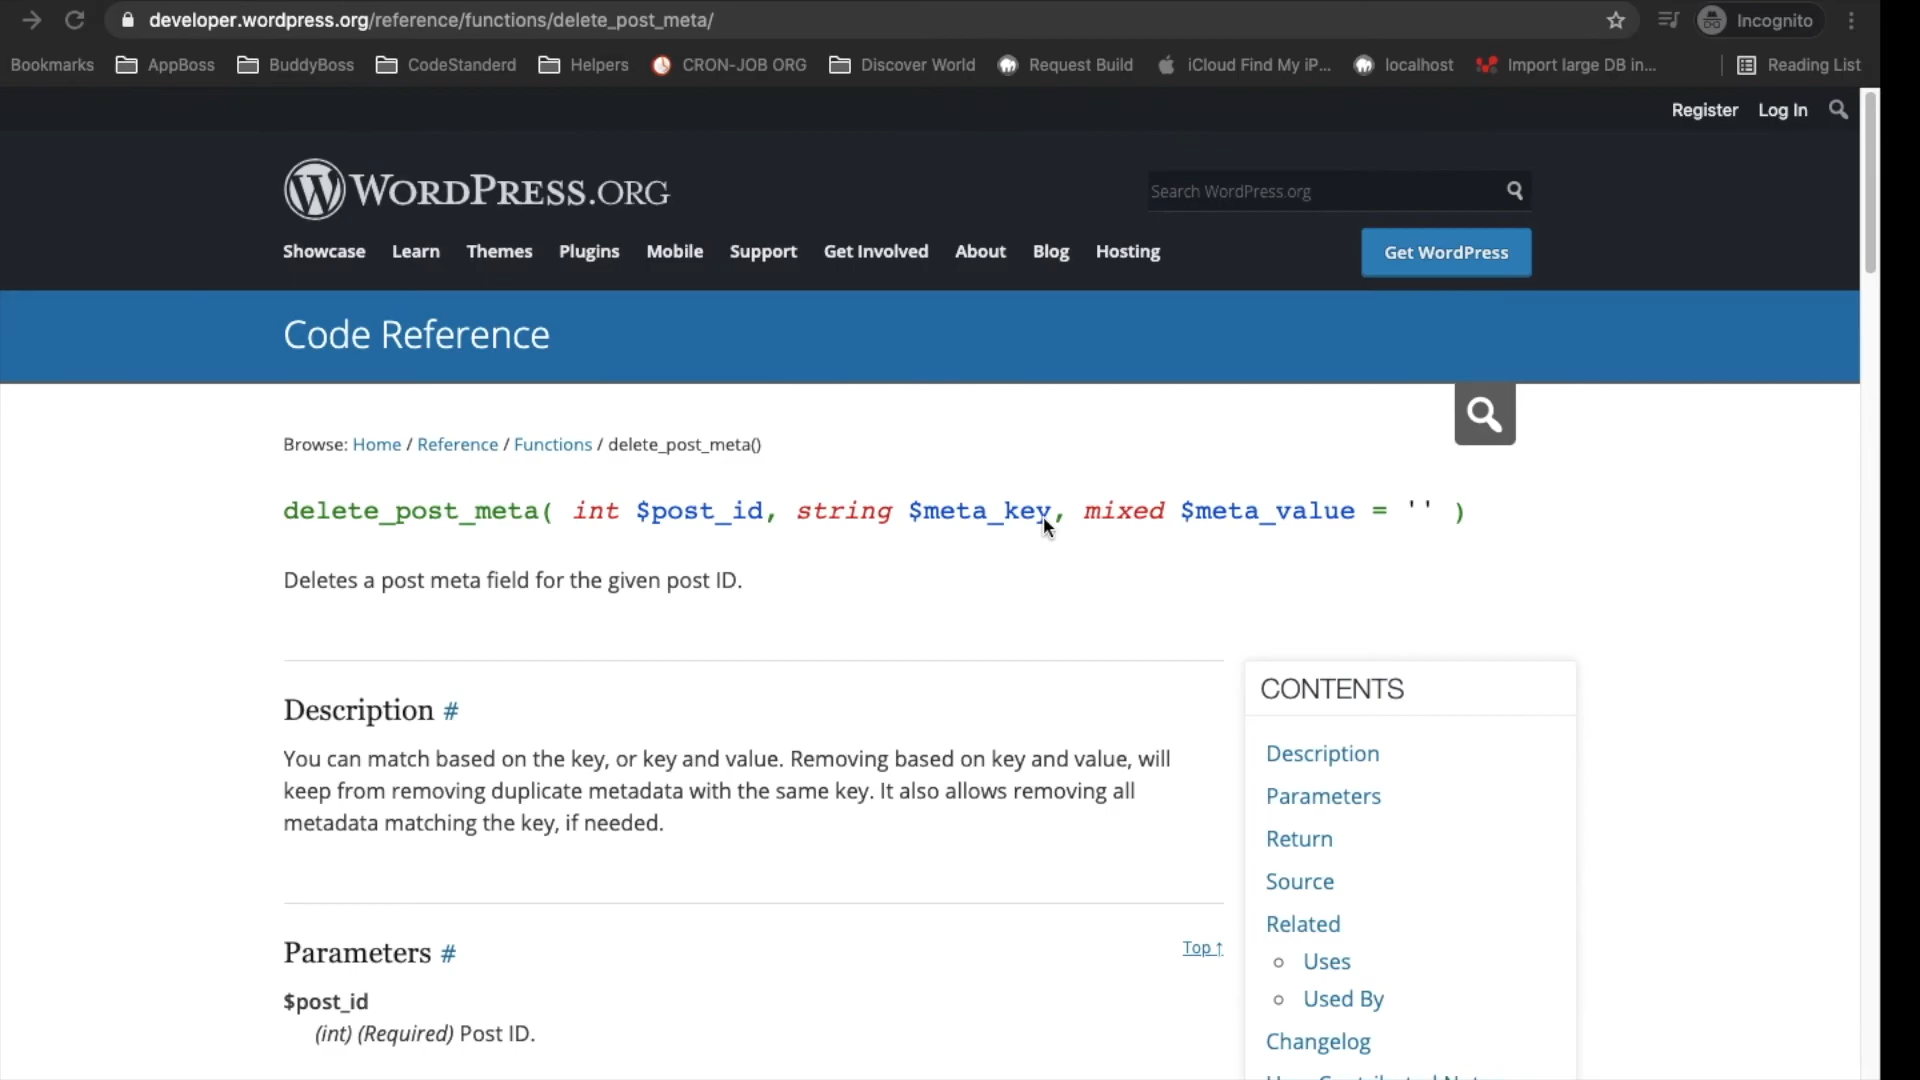 developer.wordpress.org/reference/functions/delete_post_meta/
Incognito
Bookmarks AppBoss BuddyBoss CodeStanderd Helpers CRON-JOB ORG Discover World Request Build iCloud Find My iP... localhost Import large DB in... Reading List
Register Log In
WORDPRESS.ORG
Search WordPress.org
Showcase Learn Themes Plugins Mobile Support Get Involved About Blog Hosting
Get WordPress
Code Reference
Browse: Home / Reference / Functions / delete_post_meta()
delete_post_meta( int $post_id, string $meta_key, mixed $meta_value = '' )
Deletes a post meta field for the given post ID.
Description #
You can match based on the key, or key and value. Removing based on key and value, will
keep from removing duplicate metadata with the same key. It also allows removing all
metadata matching the key, if needed.
Parameters #
Top ↑
$post_id
(int) (Required) Post ID.
CONTENTS
Description
Parameters
Return
Source
Related
Uses
Used By
Changelog